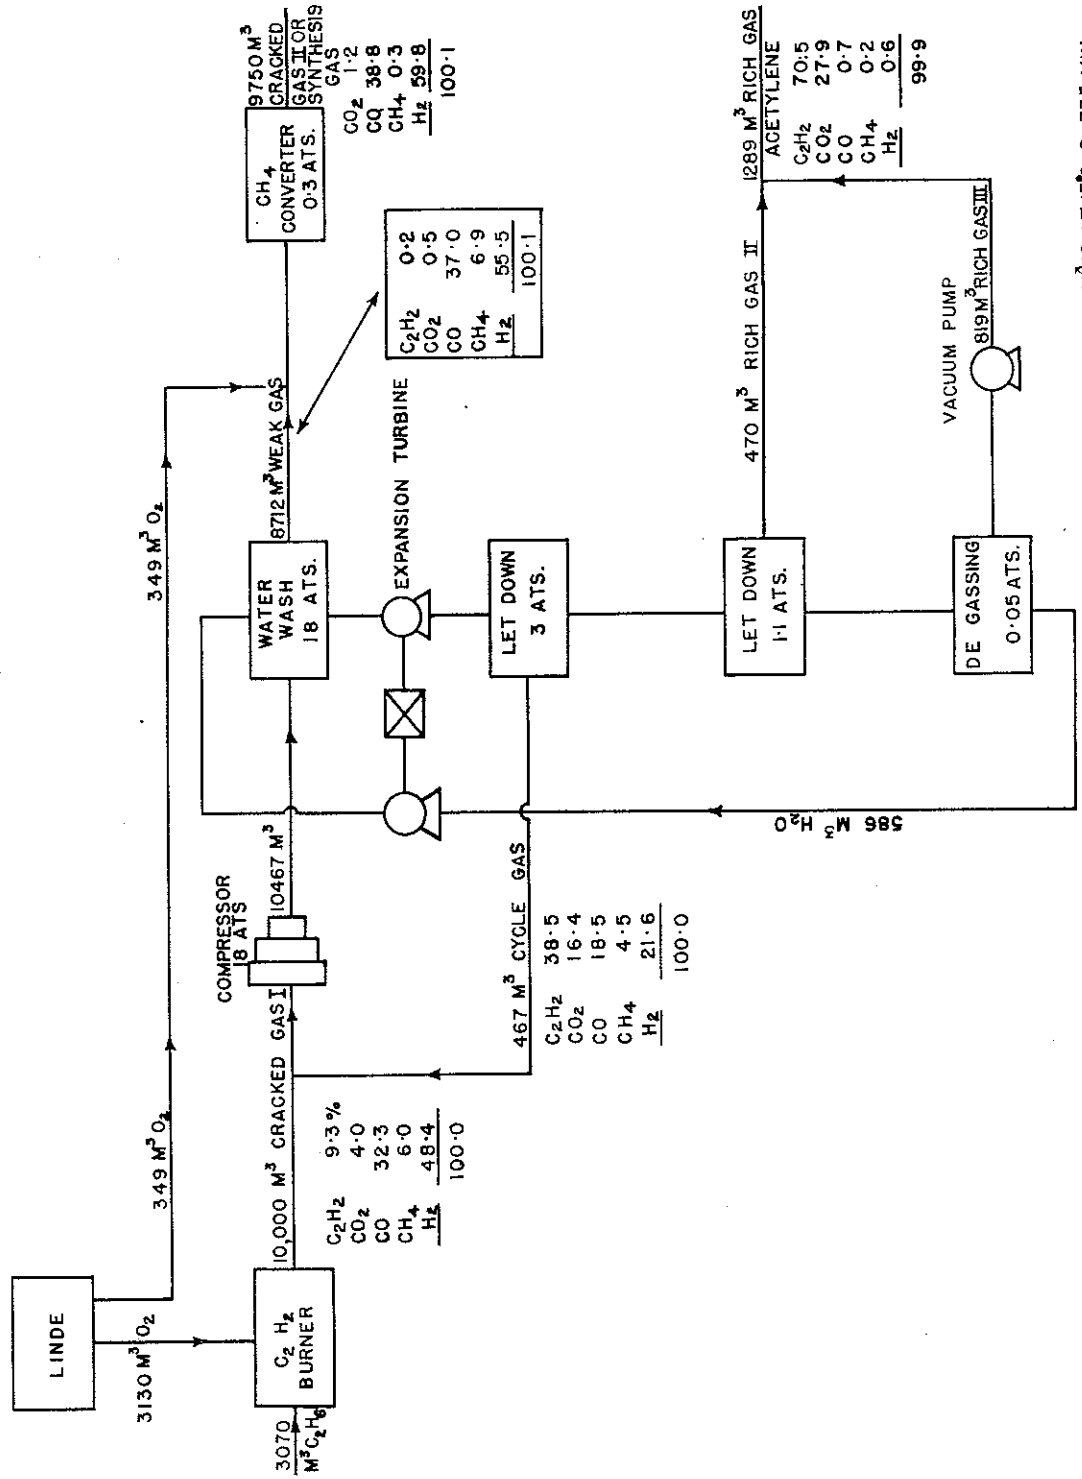 LINDE
3130 M³ O₂
349 M³ O₂
349 M³ O₂
3070
M³C₂H₆
C₂ H₂
BURNER
10,000 M³ CRACKED GAS I
C₂H₂ 9·3%
CO₂ 4·0
CO 32·3
CH₄ 6·0
H₂ 48·4
100·0
COMPRESSOR
18 ATS
10467 M³
467 M³ CYCLE GAS
C₂H₂ 38·5
CO₂ 16·4
CO 18·5
CH₄ 4·5
H₂ 21·6
100·0
586 M³ H₂O
WATER
WASH
18 ATS.
EXPANSION TURBINE
LET DOWN
3 ATS.
LET DOWN
1·1 ATS.
DE GASSING
0·05 ATS.
8712 M³ WEAK GAS
C₂H₂ 0·2
CO₂ 0·5
CO 37·0
CH₄ 6·9
H₂ 55·5
100·1
CH₄
CONVERTER
0·3 ATS.
9750 M³
CRACKED
GAS II OR
SYNTHESIS
GAS
CO₂ 1·2
CO 38·8
CH₄ 0·3
H₂ 59·8
100·1
470 M³ RICH GAS II
VACUUM PUMP
819 M³ RICH GAS III
1289 M³ RICH GAS
ACETYLENE
C₂H₂ 70·5
CO₂ 27·9
CO 0·7
CH₄ 0·2
H₂ 0·6
99·9
19